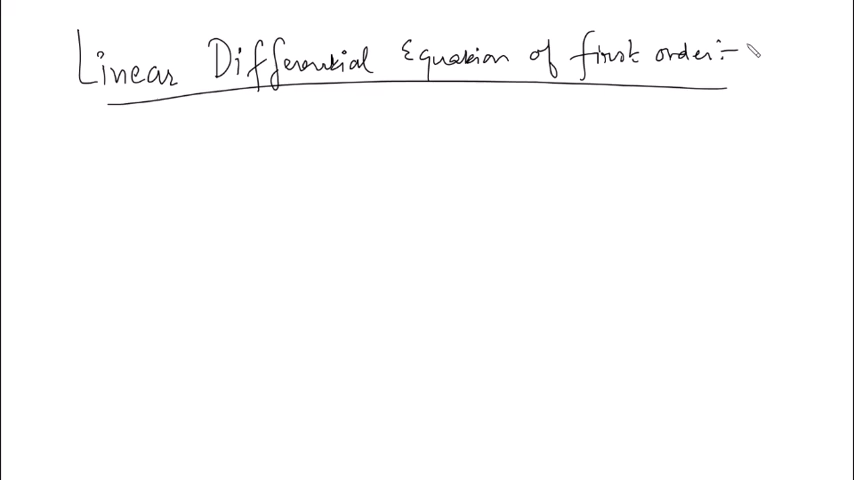 Linear Differential Equation of first order:-